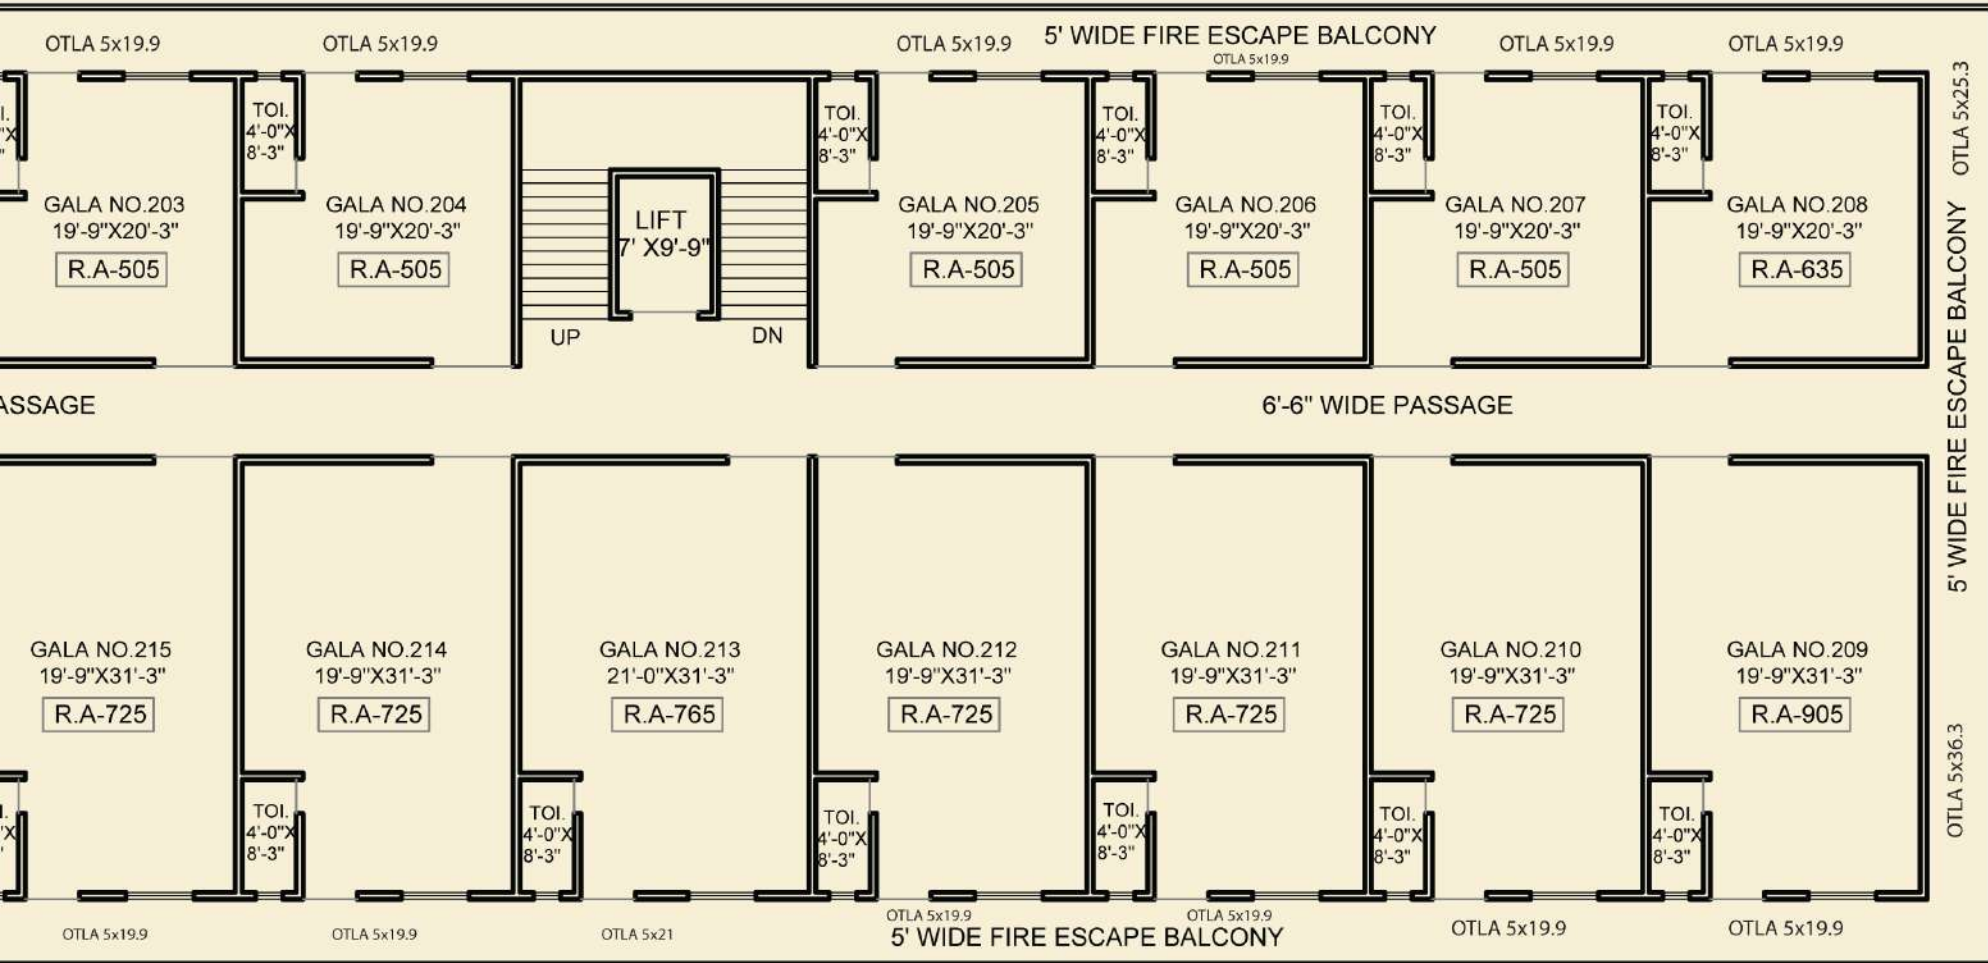 OTLA 5x19.9
OTLA 5x19.9
OTLA 5x19.9
5' WIDE FIRE ESCAPE BALCONY
OTLA 5x19.9
OTLA 5x19.9
OTLA 5x19.9
OTLA 5x25.3
5' WIDE FIRE ESCAPE BALCONY
OTLA 5x36.3
TOI.
4'-0"X
8'-3"
TOI.
4'-0"X
8'-3"
TOI.
4'-0"X
8'-3"
TOI.
4'-0"X
8'-3"
TOI.
4'-0"X
8'-3"
GALA NO.203
19'-9"X20'-3"
R.A-505
GALA NO.204
19'-9"X20'-3"
R.A-505
LIFT
7' X9'-9"
UP
DN
GALA NO.205
19'-9"X20'-3"
R.A-505
GALA NO.206
19'-9"X20'-3"
R.A-505
GALA NO.207
19'-9"X20'-3"
R.A-505
GALA NO.208
19'-9"X20'-3"
R.A-635
6'-6" WIDE PASSAGE
GALA NO.215
19'-9"X31'-3"
R.A-725
GALA NO.214
19'-9"X31'-3"
R.A-725
GALA NO.213
21'-0"X31'-3"
R.A-765
GALA NO.212
19'-9"X31'-3"
R.A-725
GALA NO.211
19'-9"X31'-3"
R.A-725
GALA NO.210
19'-9"X31'-3"
R.A-725
GALA NO.209
19'-9"X31'-3"
R.A-905
TOI.
4'-0"X
8'-3"
TOI.
4'-0"X
8'-3"
TOI.
4'-0"X
8'-3"
TOI.
4'-0"X
8'-3"
TOI.
4'-0"X
8'-3"
TOI.
4'-0"X
8'-3"
OTLA 5x19.9
OTLA 5x19.9
OTLA 5x21
OTLA 5x19.9
OTLA 5x19.9
5' WIDE FIRE ESCAPE BALCONY
OTLA 5x19.9
OTLA 5x19.9